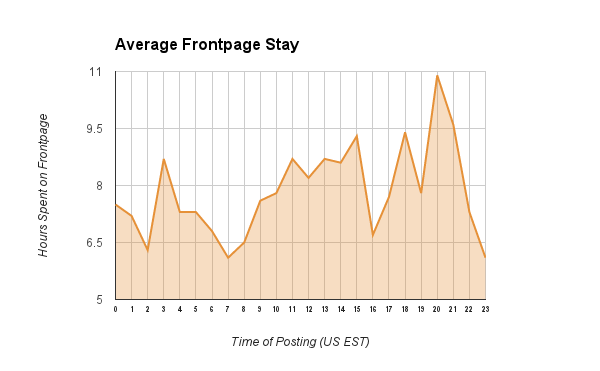 Average Frontpage Stay
11
9.5
8
6.5
5
Hours Spent on Frontpage
0 1 2 3 4 5 6 7 8 9 10 11 12 13 14 15 16 17 18 19 20 21 22 23
Time of Posting (US EST)